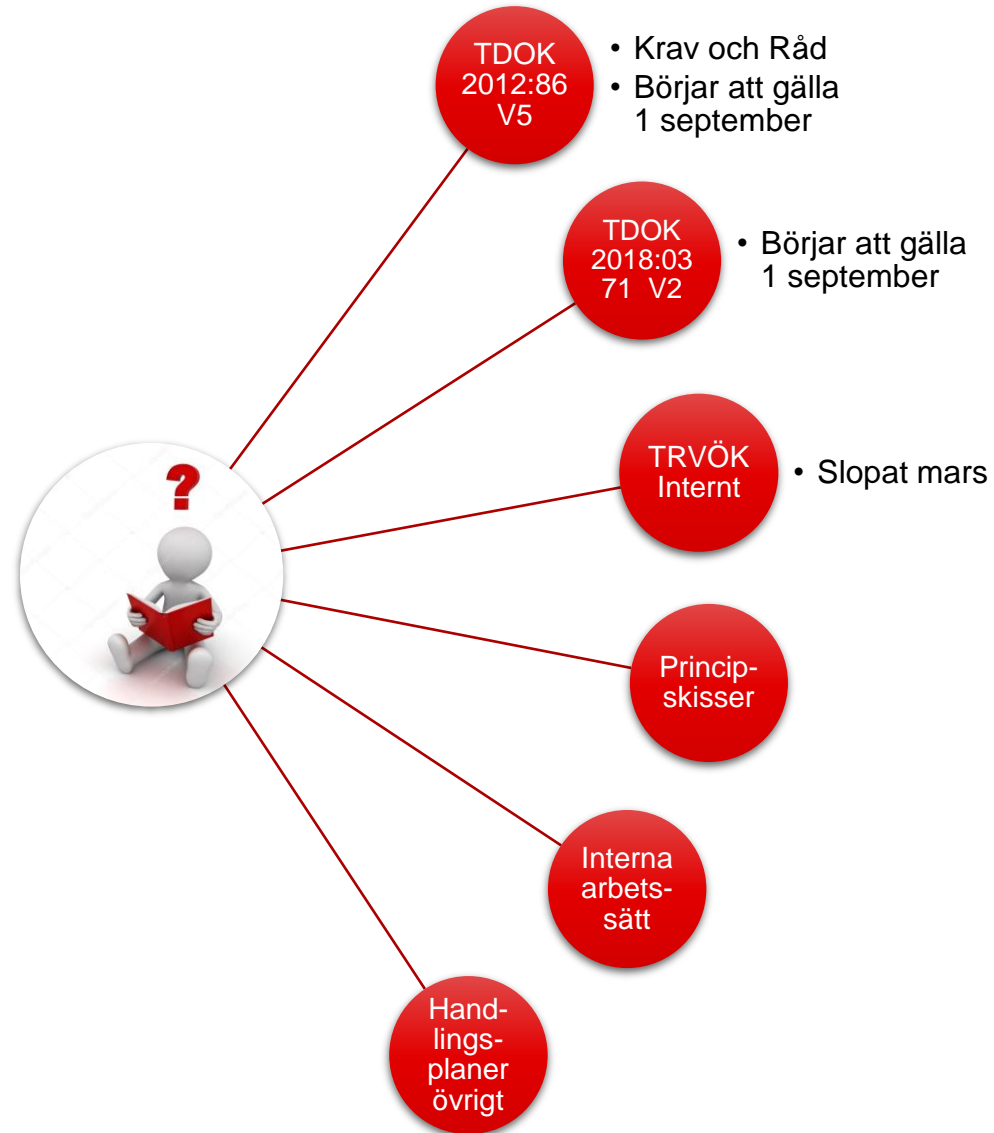 TDOK
2012:86
V5
• Krav och Råd
• Börjar att gälla
1 september
TDOK
2018:03
71 V2
• Börjar att gälla
1 september
TRVÖK
Internt
• Slopat mars
?
Princip-
skisser
Interna
arbets-
sätt
Hand-
lings-
planer
övrigt